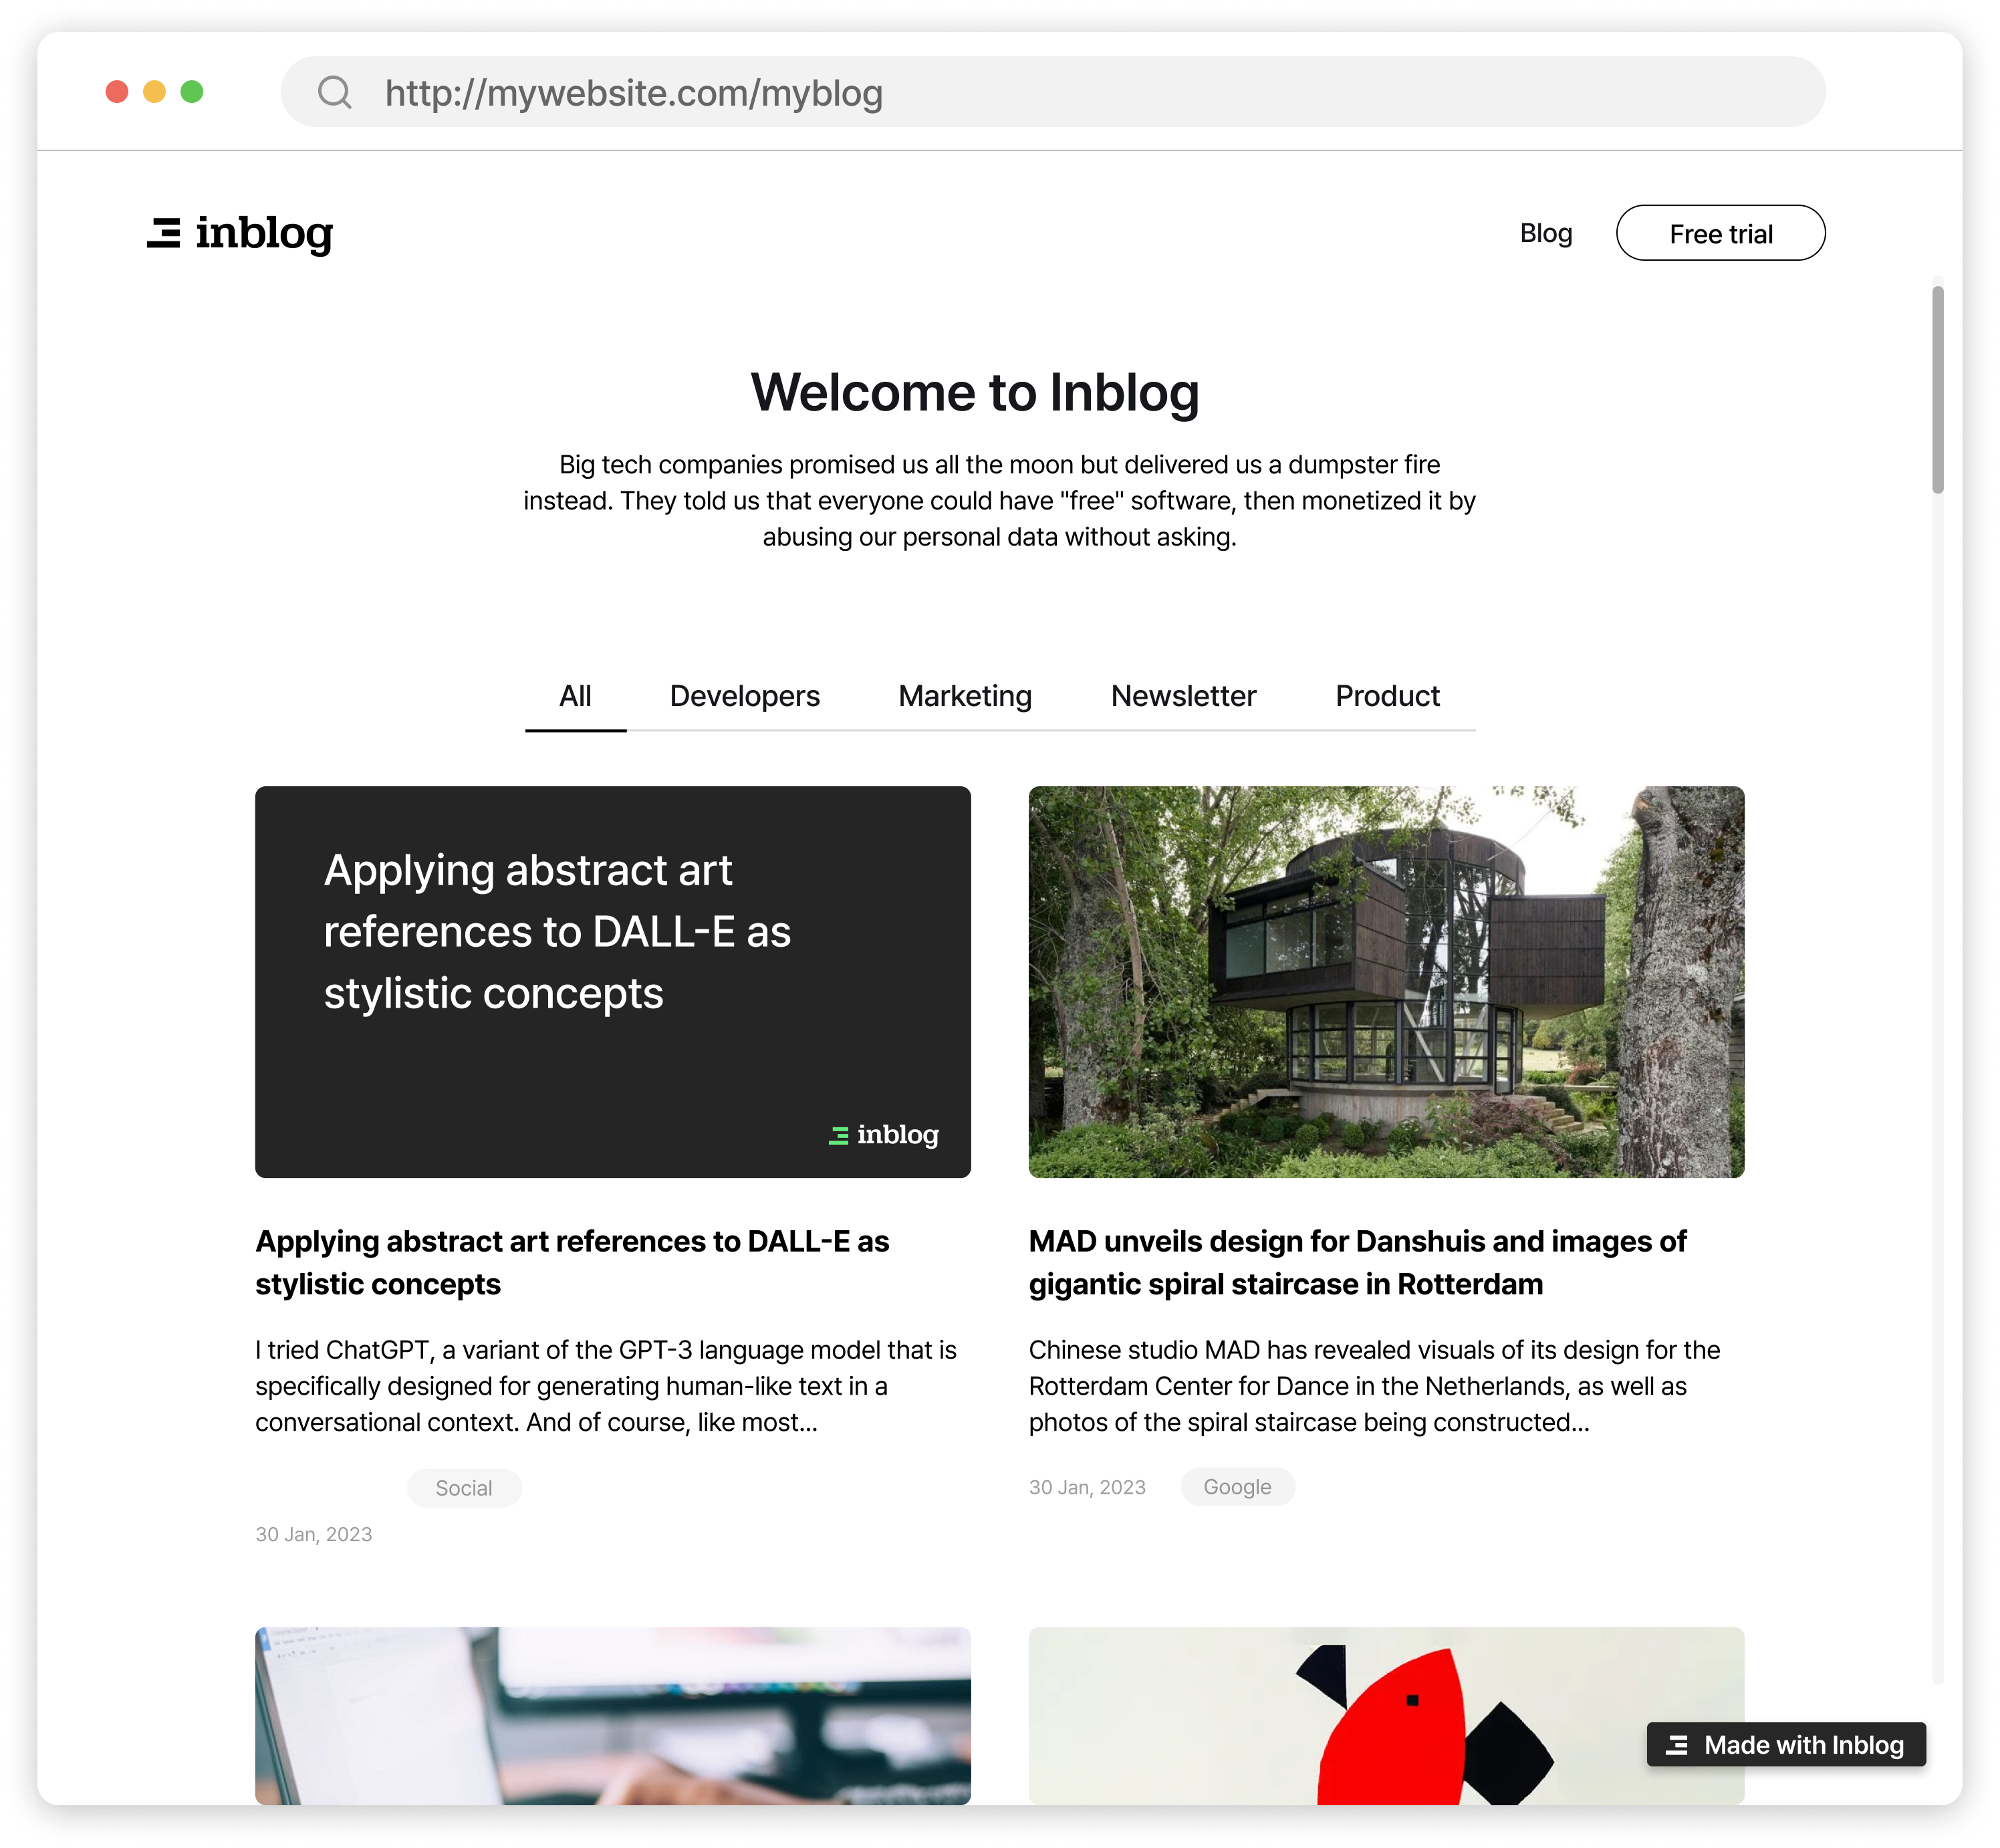 http://mywebsite.com/myblog
inblog
Blog
Free trial
Welcome to Inblog
Big tech companies promised us all the moon but delivered us a dumpster fire
instead. They told us that everyone could have "free" software, then monetized it by
abusing our personal data without asking.
All
Developers
Marketing
Newsletter
Product
Applying abstract art
references to DALL-E as
stylistic concepts
inblog
Applying abstract art references to DALL-E as
stylistic concepts
I tried ChatGPT, a variant of the GPT-3 language model that is
specifically designed for generating human-like text in a
conversational context. And of course, like most...
Social
30 Jan, 2023
MAD unveils design for Danshuis and images of
gigantic spiral staircase in Rotterdam
Chinese studio MAD has revealed visuals of its design for the
Rotterdam Center for Dance in the Netherlands, as well as
photos of the spiral staircase being constructed...
30 Jan, 2023
Google
Made with Inblog